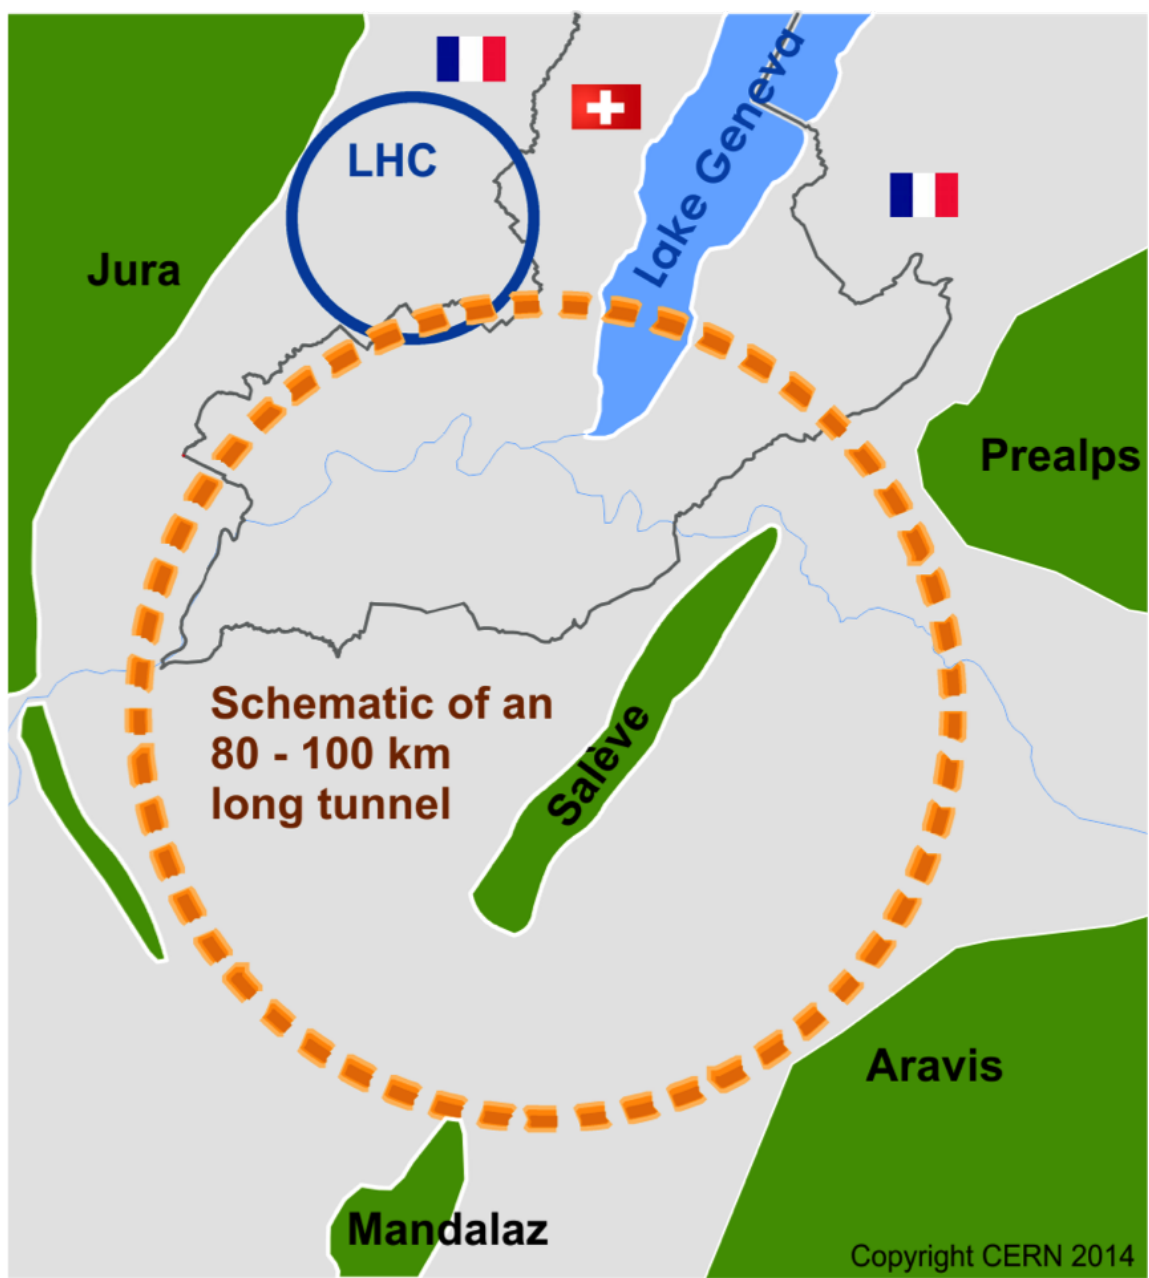 LHC
Lake Geneva
Jura
Prealps
Schematic of an
80 - 100 km
long tunnel
Salève
Aravis
Mandalaz
Copyright CERN 2014